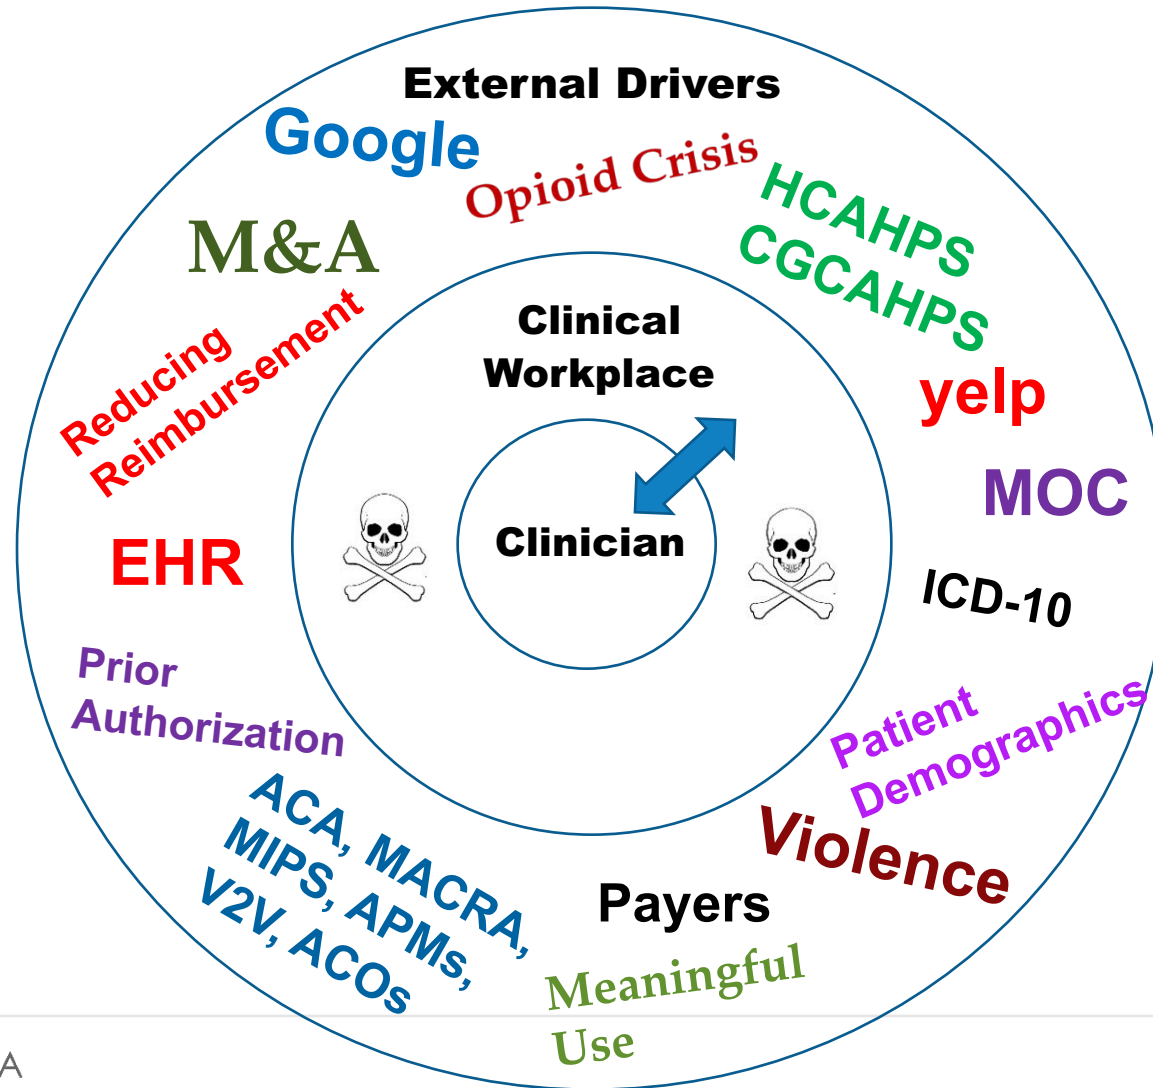 External Drivers
Google
Opioid Crisis
HCAHPS
CGCAHPS
M&A
Clinical
Workplace
Reducing
Reimbursement
yelp
MOC
Clinician
EHR
ICD-10
Prior
Authorization
Patient
Demographics
ACA, MACRA,
MIPS, APMs,
V2V, ACOs
Violence
Payers
Meaningful
Use
A